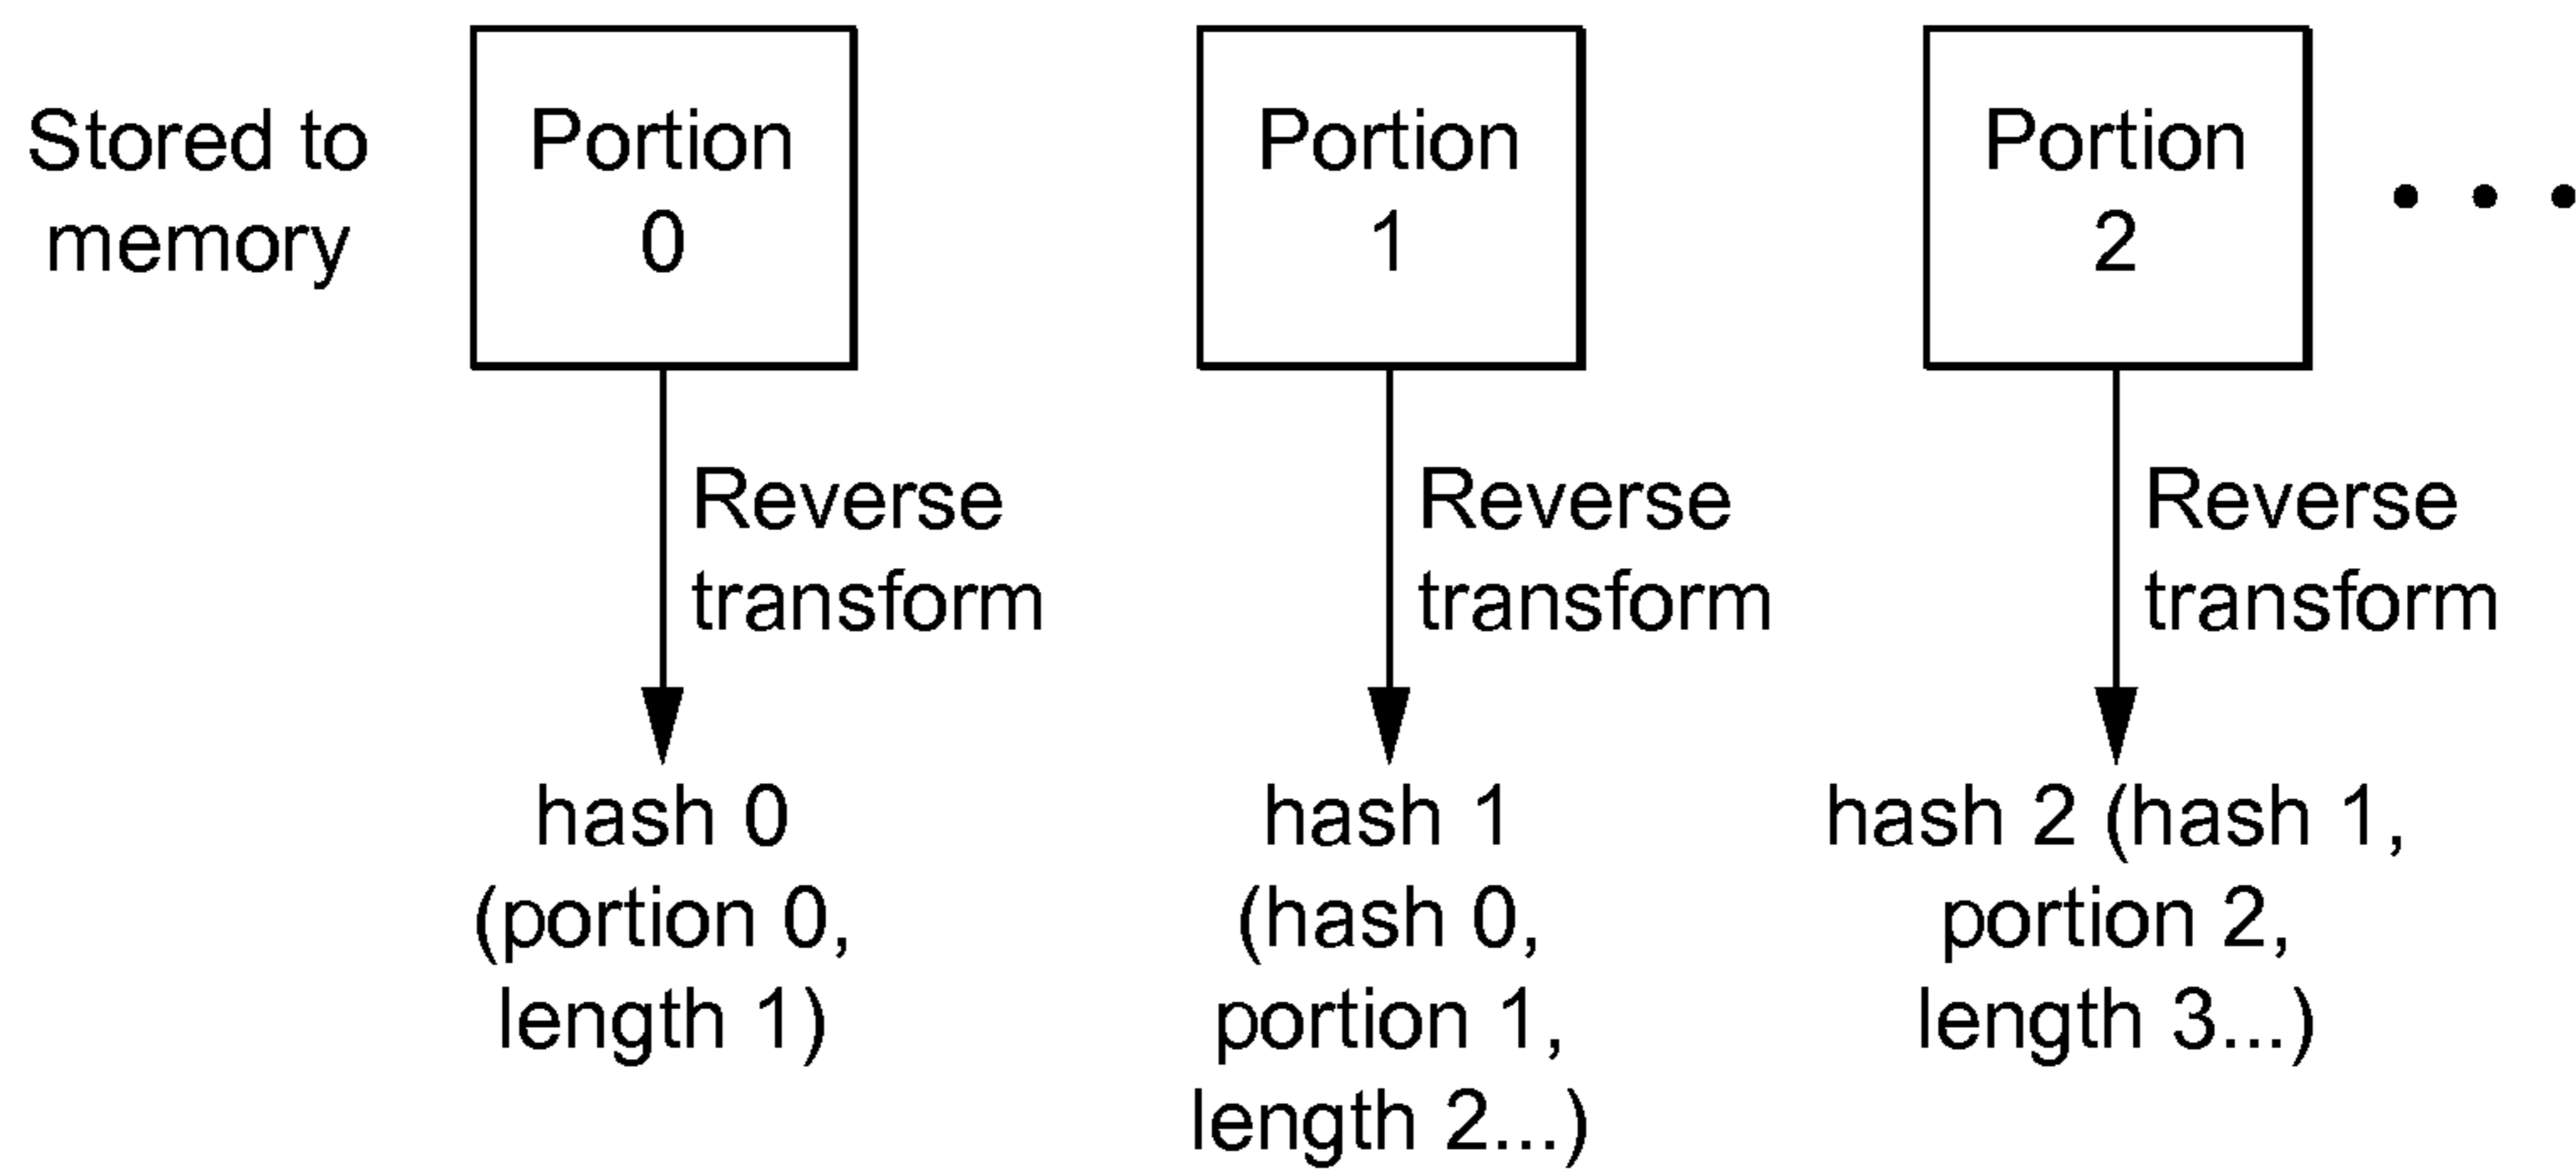 Stored to
memory
Portion
0
Portion
1
Portion
2
• • •
Reverse
transform
Reverse
transform
Reverse
transform
hash 0
(portion 0,
length 1)
hash 1
(hash 0,
portion 1,
length 2...)
hash 2 (hash 1,
portion 2,
length 3...)